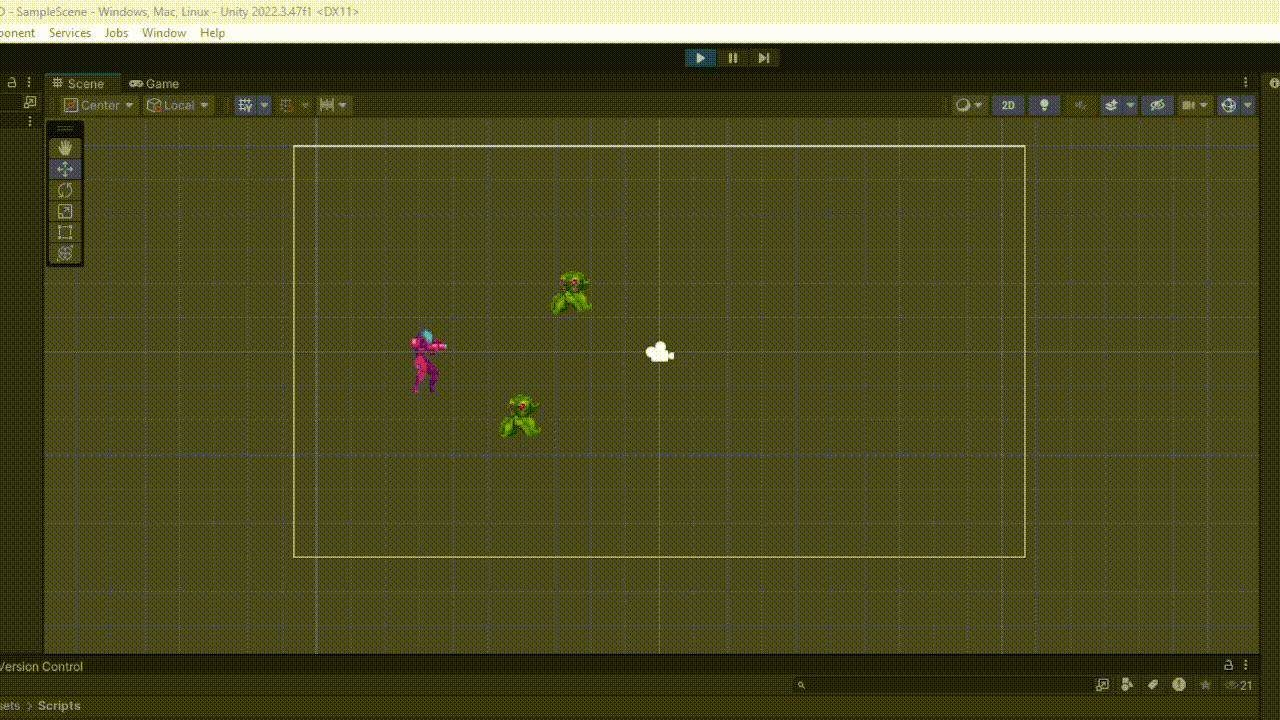 D - SampleScene - Windows, Mac, Linux - Unity 2022.3.47f1 <DX11>
ponent Services Jobs Window Help
Scene Game
Center Local 2D
Version Control
21
sets > Scripts